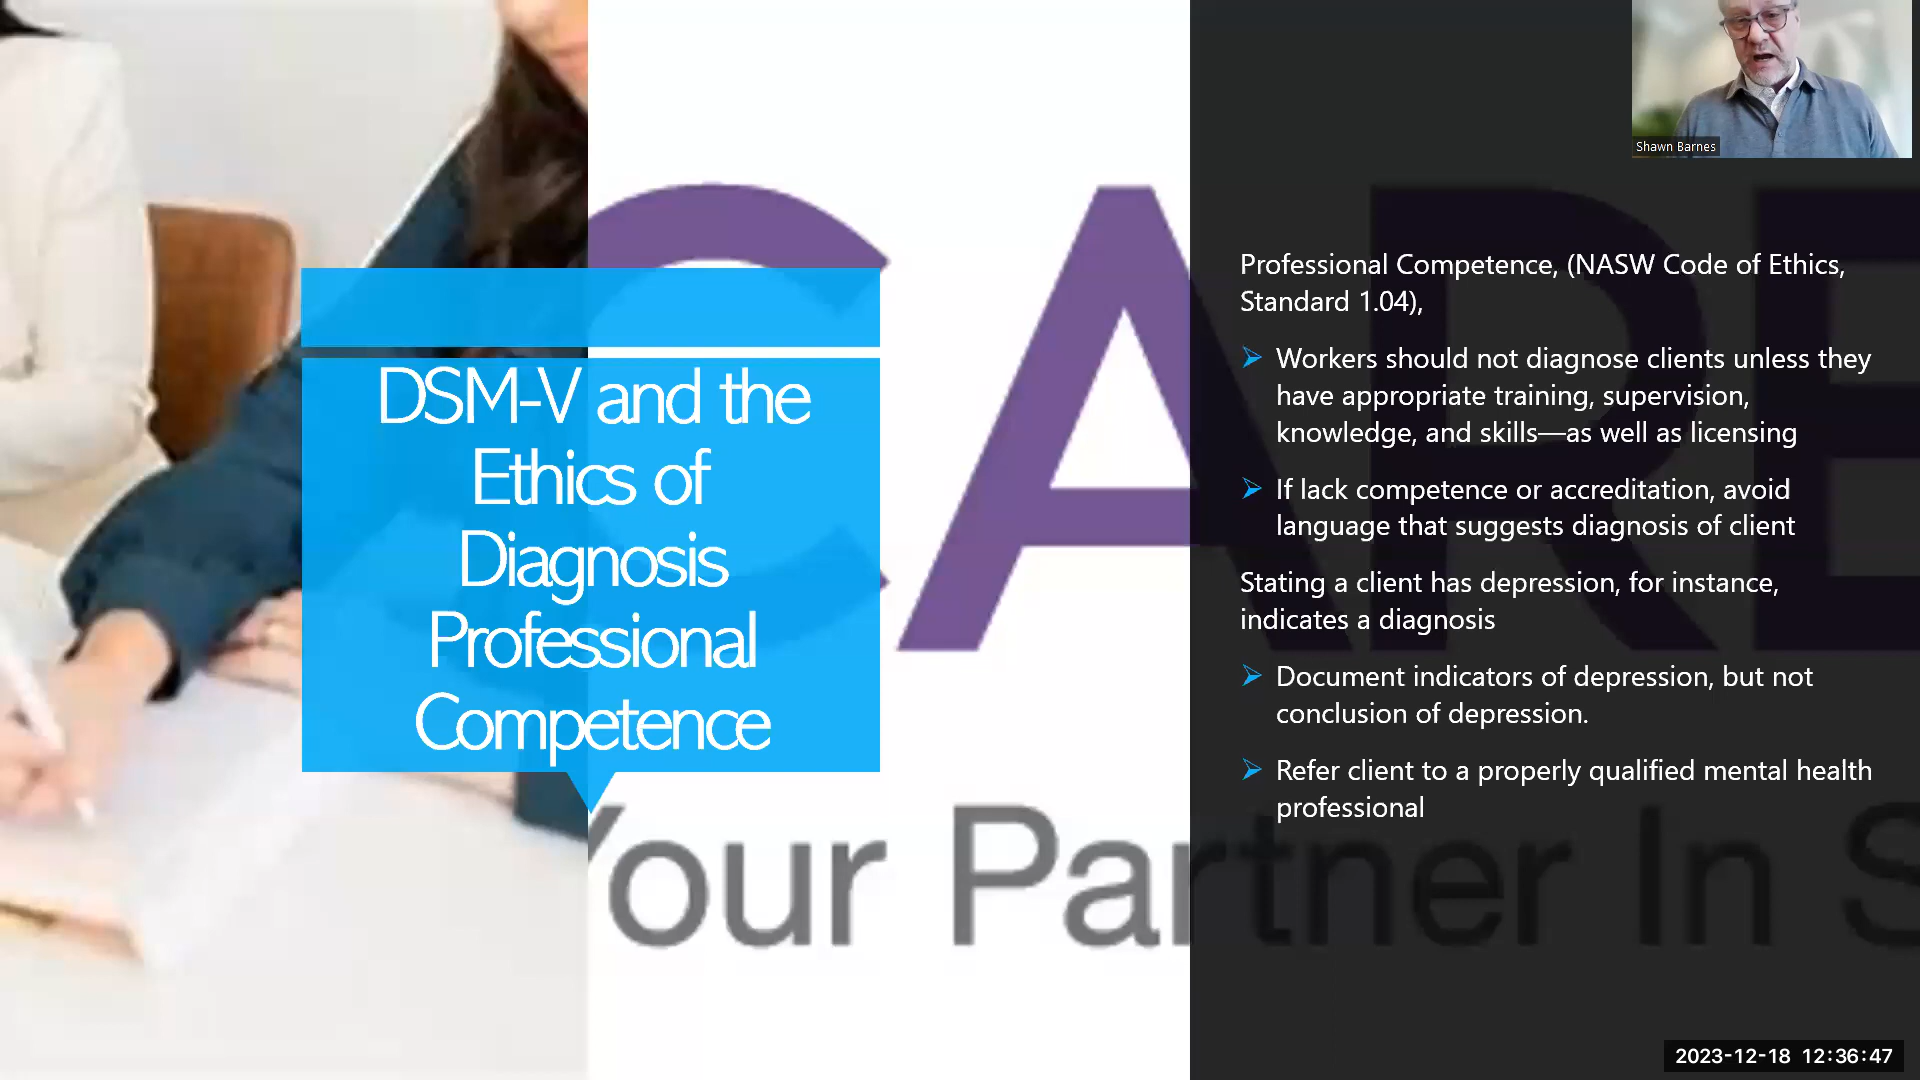 Shawn Barnes
CARE
Your Partner In S
DSM-V and the
Ethics of
Diagnosis
Professional
Competence
Professional Competence, (NASW Code of Ethics,
Standard 1.04),
➢ Workers should not diagnose clients unless they
have appropriate training, supervision,
knowledge, and skills—as well as licensing
➢ If lack competence or accreditation, avoid
language that suggests diagnosis of client
Stating a client has depression, for instance,
indicates a diagnosis
➢ Document indicators of depression, but not
conclusion of depression.
➢ Refer client to a properly qualified mental health
professional
2023-12-18 12:36:47